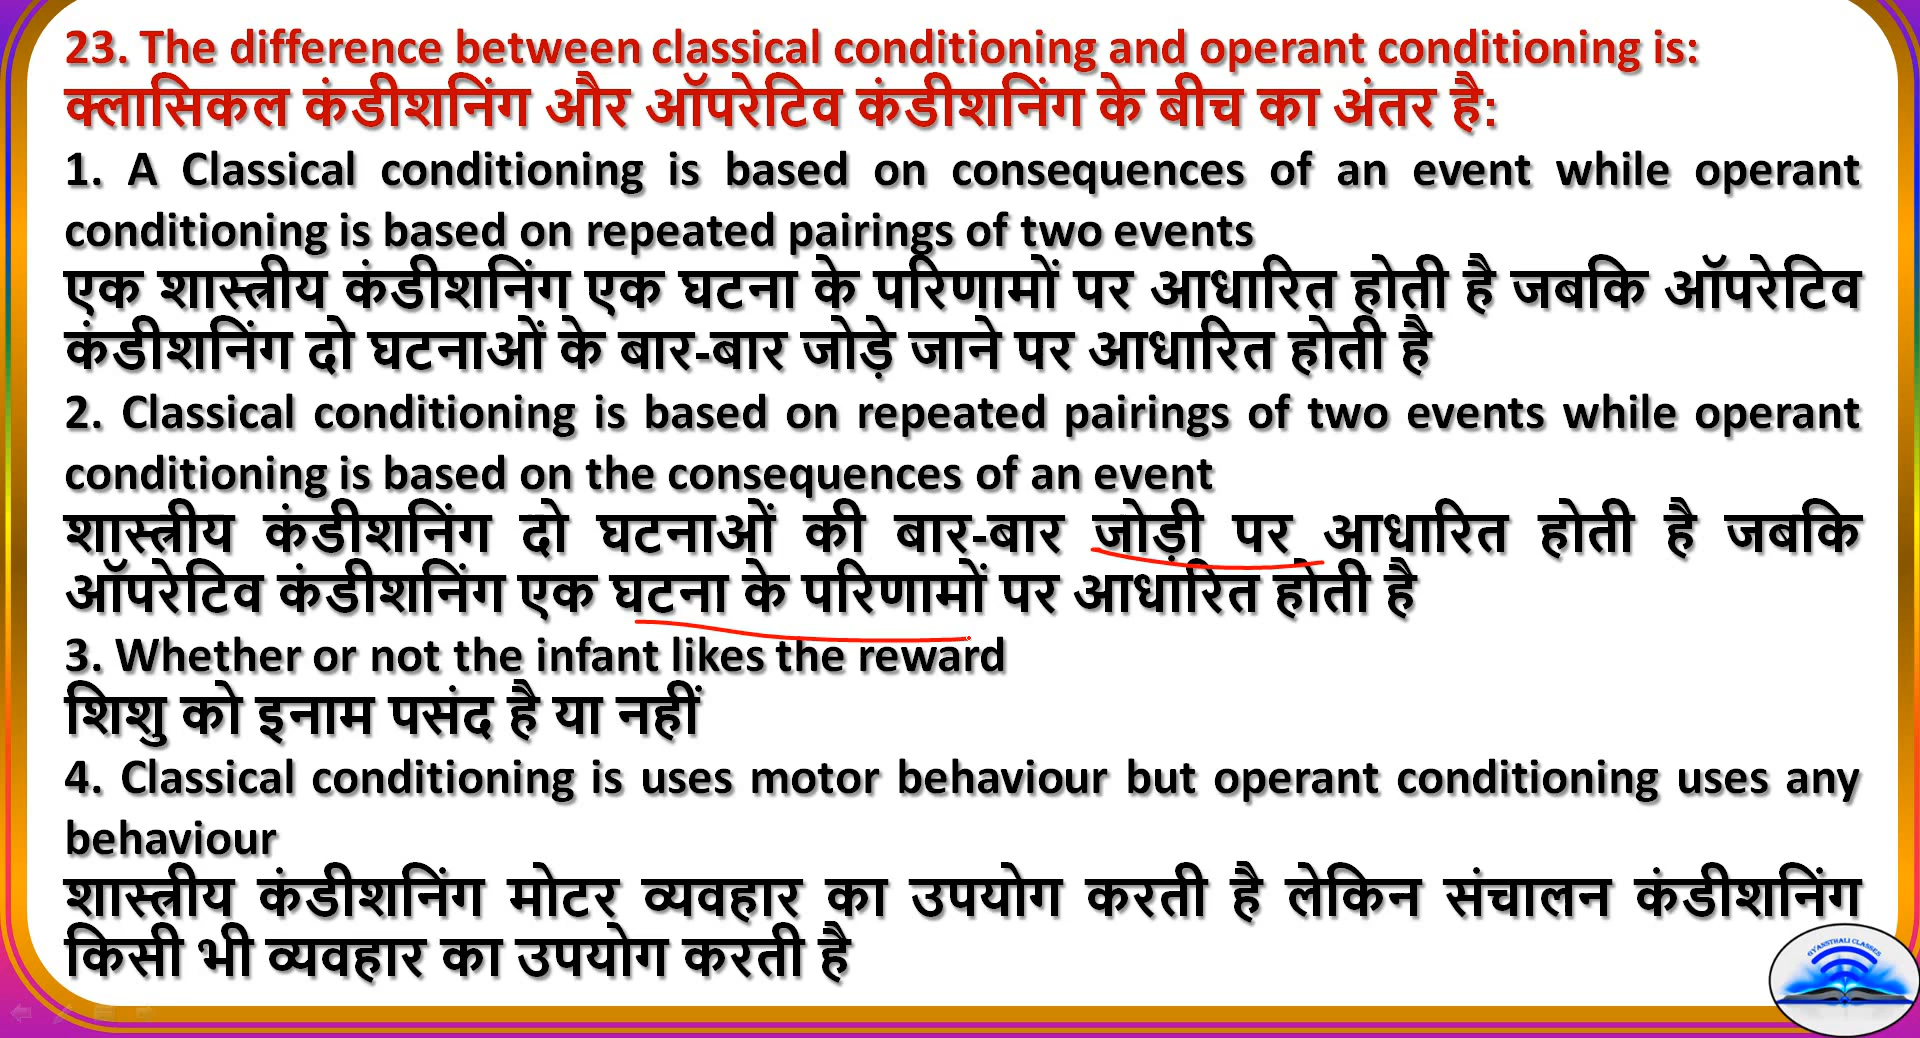 23. The difference between classical conditioning and operant conditioning is:
क्लासिकल कंडीशनिंग और ऑपरेटिव कंडीशनिंग के बीच का अंतर है:
1. A Classical conditioning is based on consequences of an event while operant
conditioning is based on repeated pairings of two events
एक शास्त्रीय कंडीशनिंग एक घटना के परिणामों पर आधारित होती है जबकि ऑपरेटिव
कंडीशनिंग दो घटनाओं के बार-बार जोड़े जाने पर आधारित होती है
2. Classical conditioning is based on repeated pairings of two events while operant
conditioning is based on the consequences of an event
शास्त्रीय कंडीशनिंग दो घटनाओं की बार-बार जोड़ी पर आधारित होती है जबकि
ऑपरेटिव कंडीशनिंग एक घटना के परिणामों पर आधारित होती है
3. Whether or not the infant likes the reward
शिशु को इनाम पसंद है या नहीं
4. Classical conditioning is uses motor behaviour but operant conditioning uses any
behaviour
शास्त्रीय कंडीशनिंग मोटर व्यवहार का उपयोग करती है लेकिन संचालन कंडीशनिंग
किसी भी व्यवहार का उपयोग करती है
GYANSTHALI CLASSES